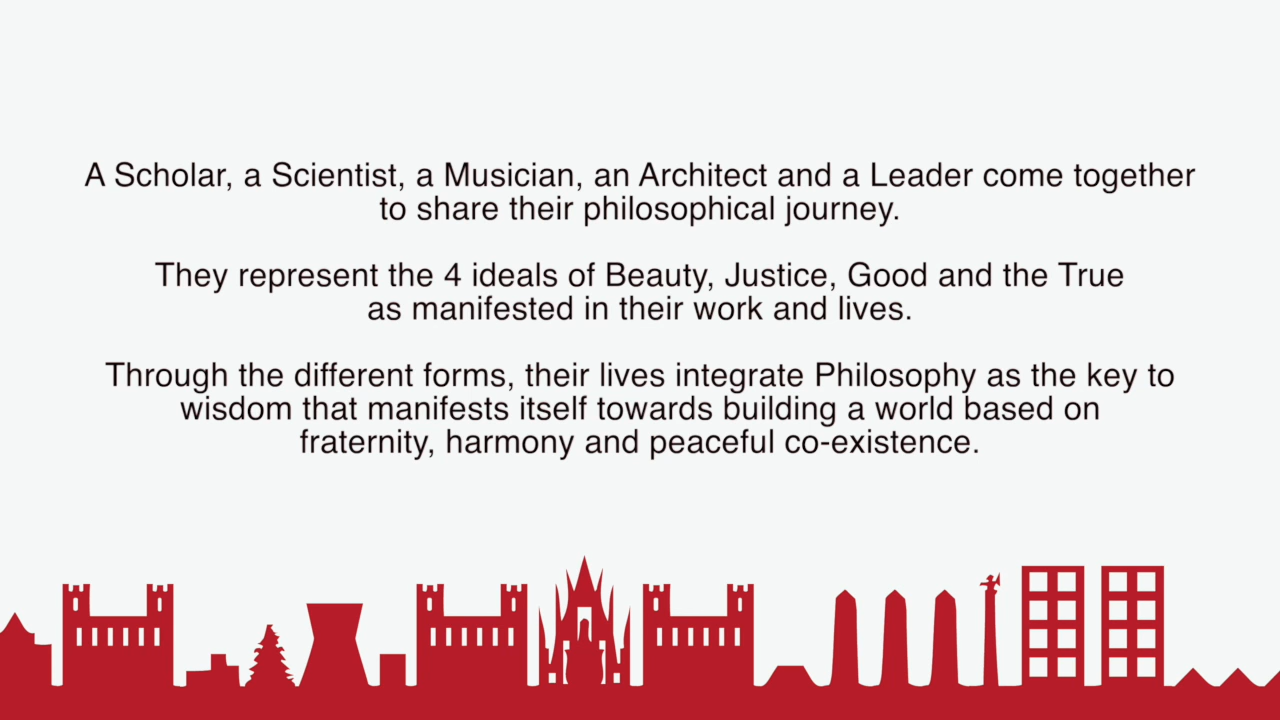 A Scholar, a Scientist, a Musician, an Architect and a Leader come together
to share their philosophical journey.
They represent the 4 ideals of Beauty, Justice, Good and the True
as manifested in their work and lives.
Through the different forms, their lives integrate Philosophy as the key to
wisdom that manifests itself towards building a world based on
fraternity, harmony and peaceful co-existence.